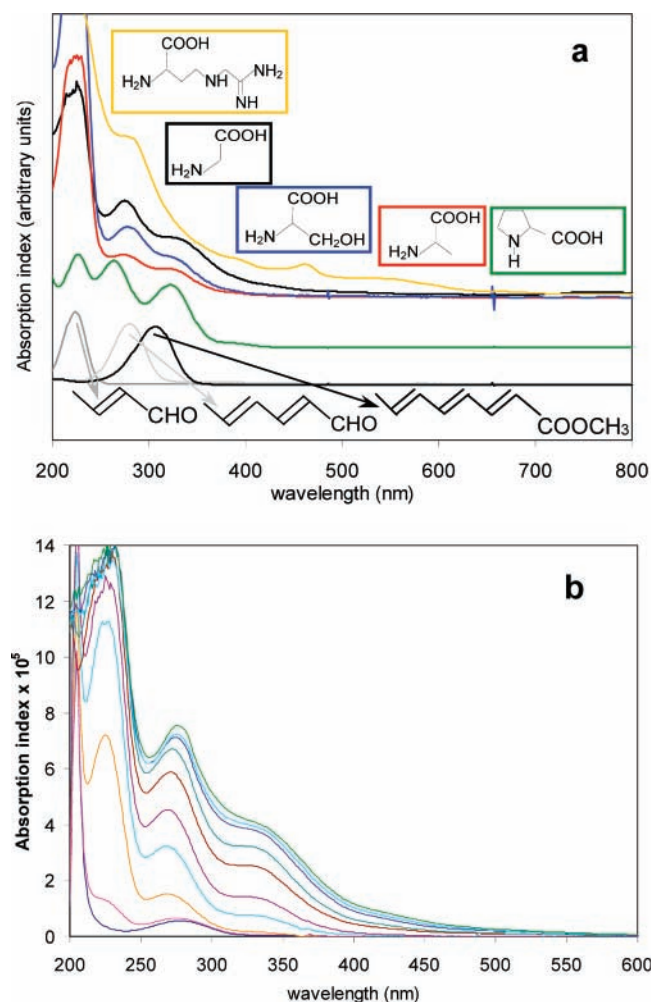 a
Absorption index (arbitrary units)
COOH
H₂N NH NH₂
NH
COOH
H₂N
COOH
H₂N CH₂OH
COOH
H₂N
N COOH
H
CHO
CHO
COOCH₃
200 300 400 500 600 700 800
wavelength (nm)
b
Absorption index x 10⁵
14
12
10
8
6
4
2
0
200 250 300 350 400 450 500 550 600
wavelength (nm)